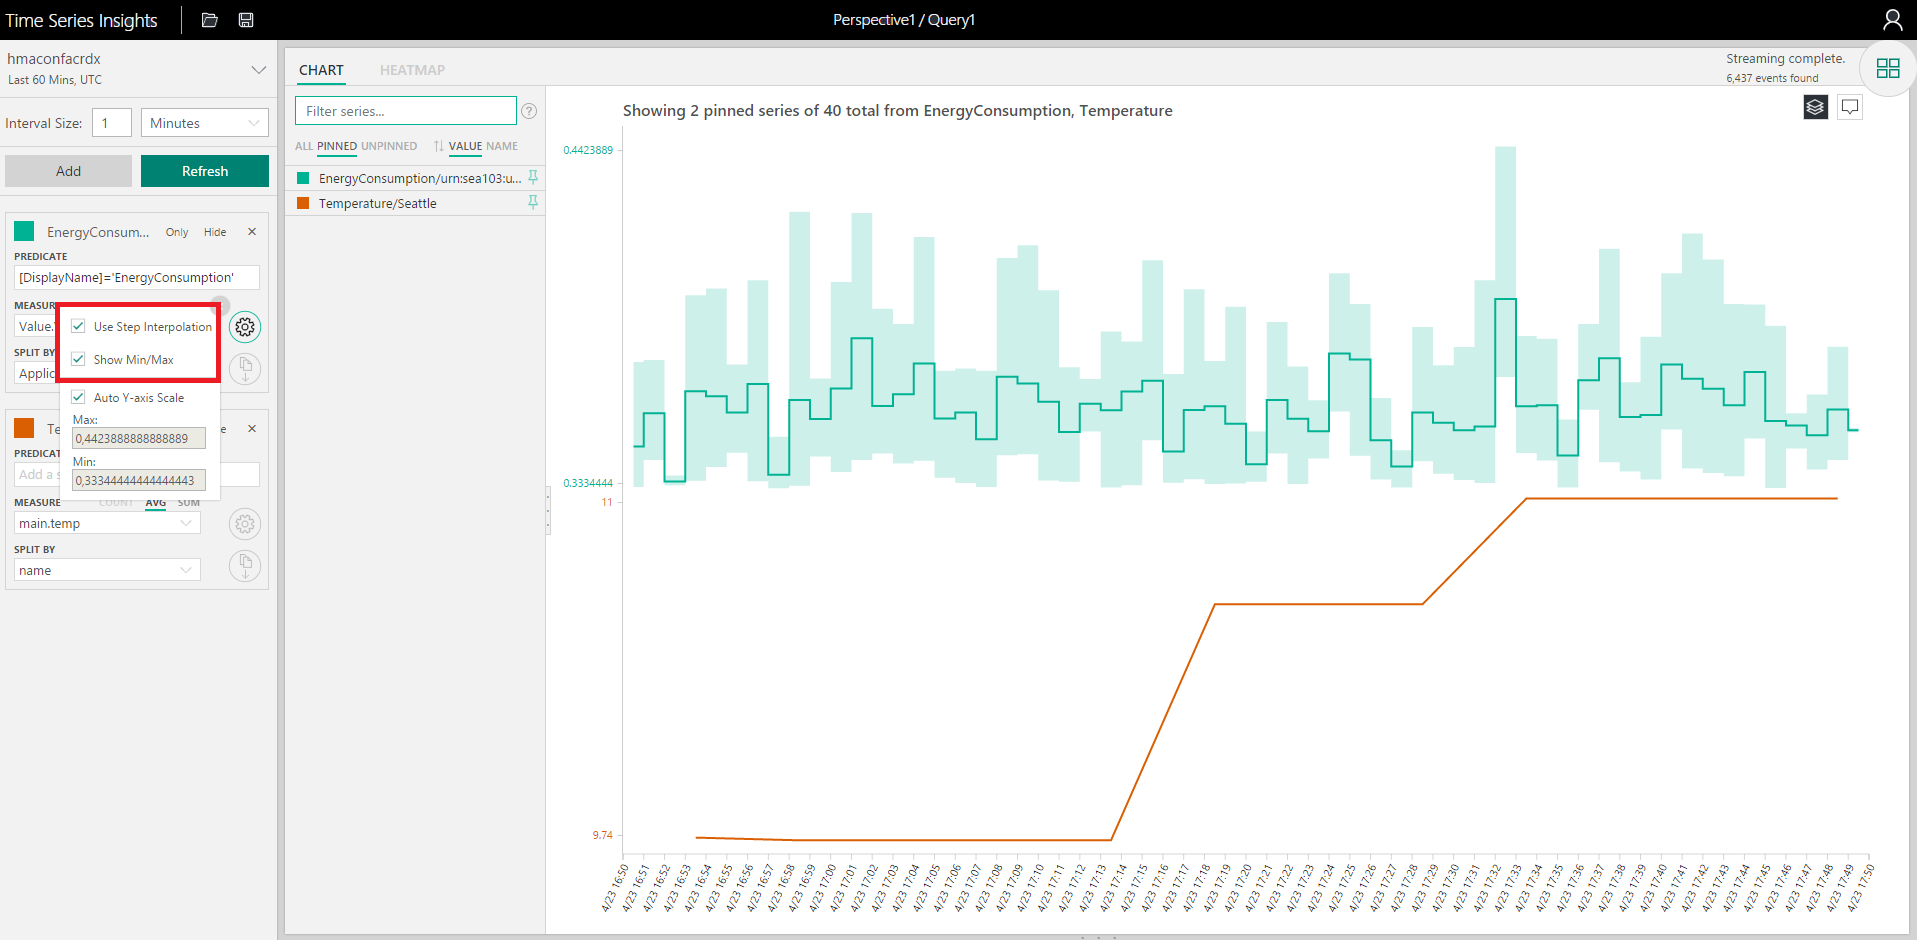 Time Series Insights
Perspective1 / Query1
hmaconfacrdx
Last 60 Mins, UTC
Interval Size: 1 Minutes
Add Refresh
EnergyConsum... Only Hide ×
PREDICATE
[DisplayName]='EnergyConsumption'
MEASUR
Value.
Use Step Interpolation
Show Min/Max
SPLIT BY
Applic
Auto Y-axis Scale
Max:
0,4423888888888889
Min:
0,33344444444444443
Te e ×
PREDICAT
Add a s
MEASURE COUNT AVG SUM
main.temp
SPLIT BY
name
CHART HEATMAP
Streaming complete.
6,437 events found
Filter series... ?
ALL PINNED UNPINNED VALUE NAME
EnergyConsumption/urn:sea103:u...
Temperature/Seattle
Showing 2 pinned series of 40 total from EnergyConsumption, Temperature
0.4423889
0.3334444
11
9.74
4/23 16:50
4/23 16:51
4/23 16:52
4/23 16:53
4/23 16:54
4/23 16:55
4/23 16:56
4/23 16:57
4/23 16:58
4/23 16:59
4/23 17:00
4/23 17:01
4/23 17:02
4/23 17:03
4/23 17:04
4/23 17:05
4/23 17:06
4/23 17:07
4/23 17:08
4/23 17:09
4/23 17:10
4/23 17:11
4/23 17:12
4/23 17:13
4/23 17:14
4/23 17:15
4/23 17:16
4/23 17:17
4/23 17:18
4/23 17:19
4/23 17:20
4/23 17:21
4/23 17:22
4/23 17:23
4/23 17:24
4/23 17:25
4/23 17:26
4/23 17:27
4/23 17:28
4/23 17:29
4/23 17:30
4/23 17:31
4/23 17:32
4/23 17:33
4/23 17:34
4/23 17:35
4/23 17:36
4/23 17:37
4/23 17:38
4/23 17:39
4/23 17:40
4/23 17:41
4/23 17:42
4/23 17:43
4/23 17:44
4/23 17:45
4/23 17:46
4/23 17:47
4/23 17:48
4/23 17:49
4/23 17:50